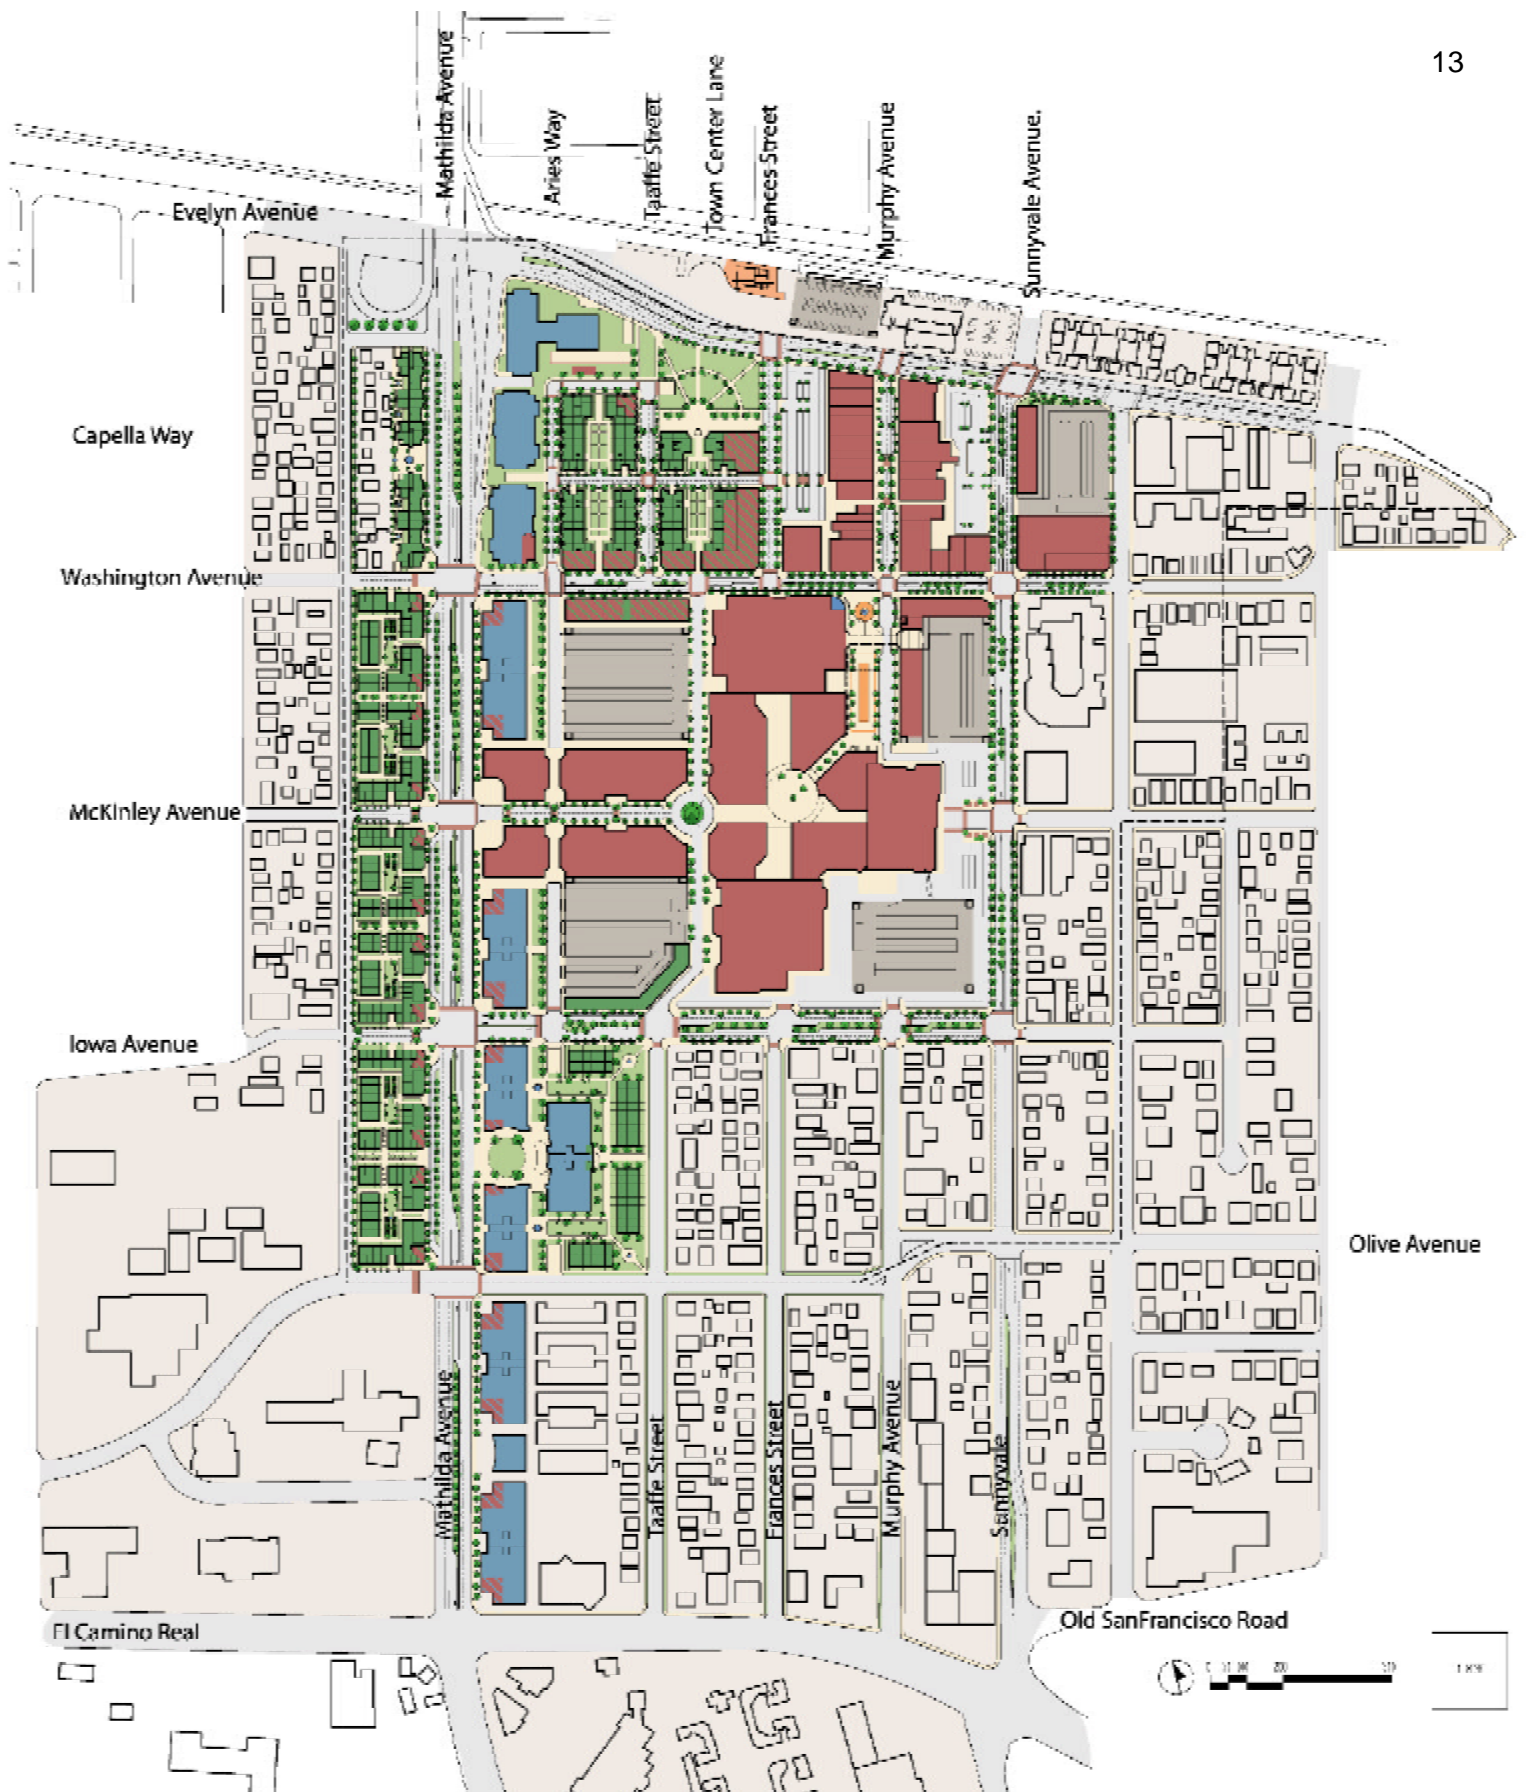 13
Mathilda Avenue
Aries Way
Taaffe Street
Town Center Lane
Frances Street
Murphy Avenue
Sunnyvale Avenue.
Evelyn Avenue
Capella Way
Washington Avenue
McKInley Avenue
Iowa Avenue
Olive Avenue
Mathilda Avenue
Taaffe Street
Frances Street
Murphy Avenue
Sunnyvale
El Camino Real
Old SanFrancisco Road